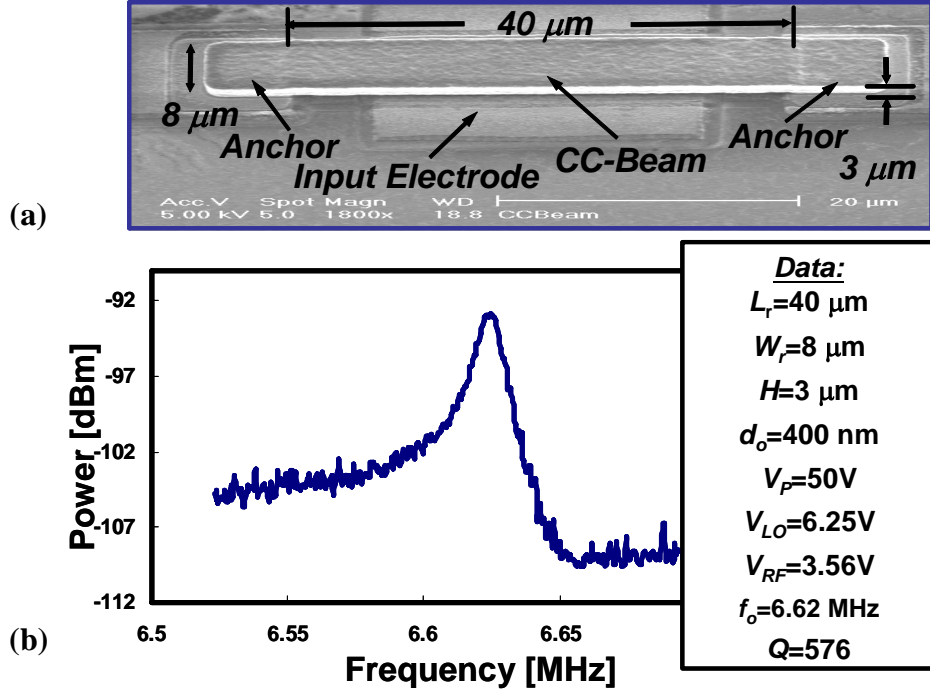 40 μm
8 μm
Anchor
Input Electrode
CC-Beam
Anchor
3 μm
Acc.V Spot Magn WD 20 μm
5.00 kV 5.0 1800x 18.8 CCBeam
(a)
Power [dBm]
-92
-97
-102
-107
-112
6.5 6.55 6.6 6.65
Frequency [MHz]
(b)
Data:
Lr=40 μm
Wr=8 μm
H=3 μm
do=400 nm
VP=50V
VLO=6.25V
VRF=3.56V
fo=6.62 MHz
Q=576